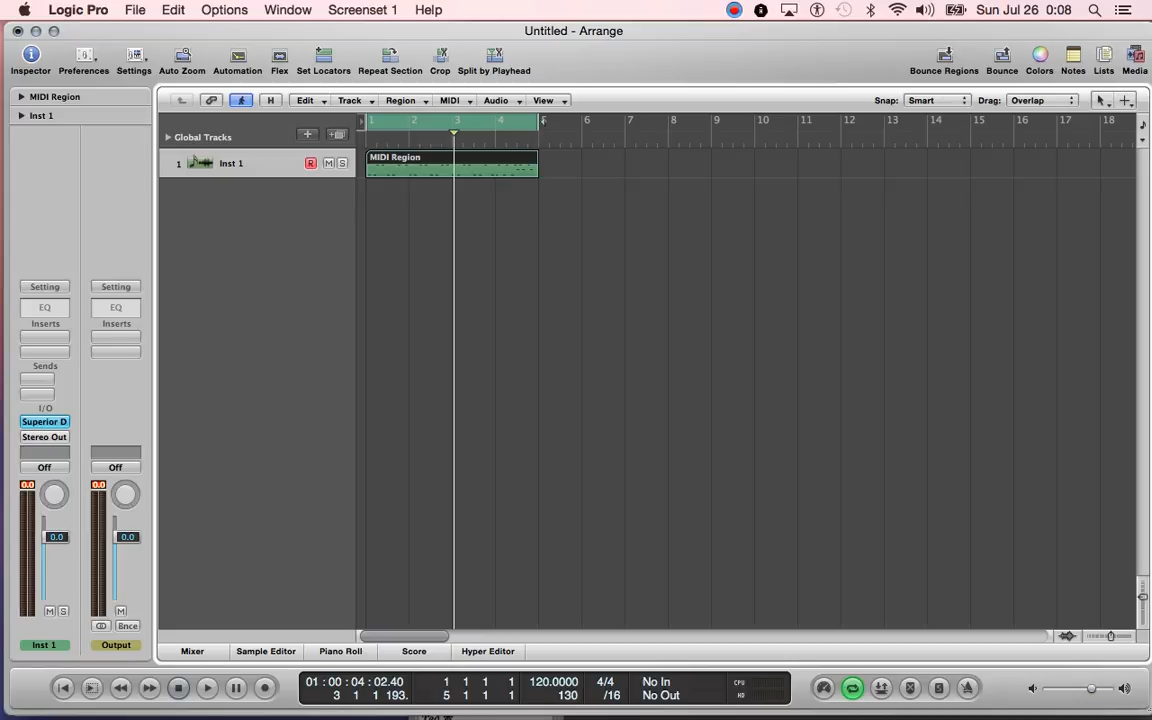 Logic Pro File Edit Options Window Screenset 1 Help Sun Jul 26 0:08
Untitled - Arrange
Inspector Preferences Settings Auto Zoom Automation Flex Set Locators Repeat Section Crop Split by Playhead Bounce Regions Bounce Colors Notes Lists Media
MIDI Region
Inst 1
H Edit Track Region MIDI Audio View Snap: Smart Drag: Overlap
1 2 3 4 5 6 7 8 9 10 11 12 13 14 15 16 17 18
Global Tracks
1 Inst 1 R M S
MIDI Region
Setting Setting
EQ EQ
Inserts Inserts
Sends
I/O
Superior D
Stereo Out
Off Off
0.0 0.0
0.0 0.0
M S M
Bnce
Inst 1 Output
Mixer Sample Editor Piano Roll Score Hyper Editor
01:00:04:02.40 1 1 1 1 120.0000 4/4 No In CPU
3 1 1 193. 5 1 1 1 130 /16 No Out HD